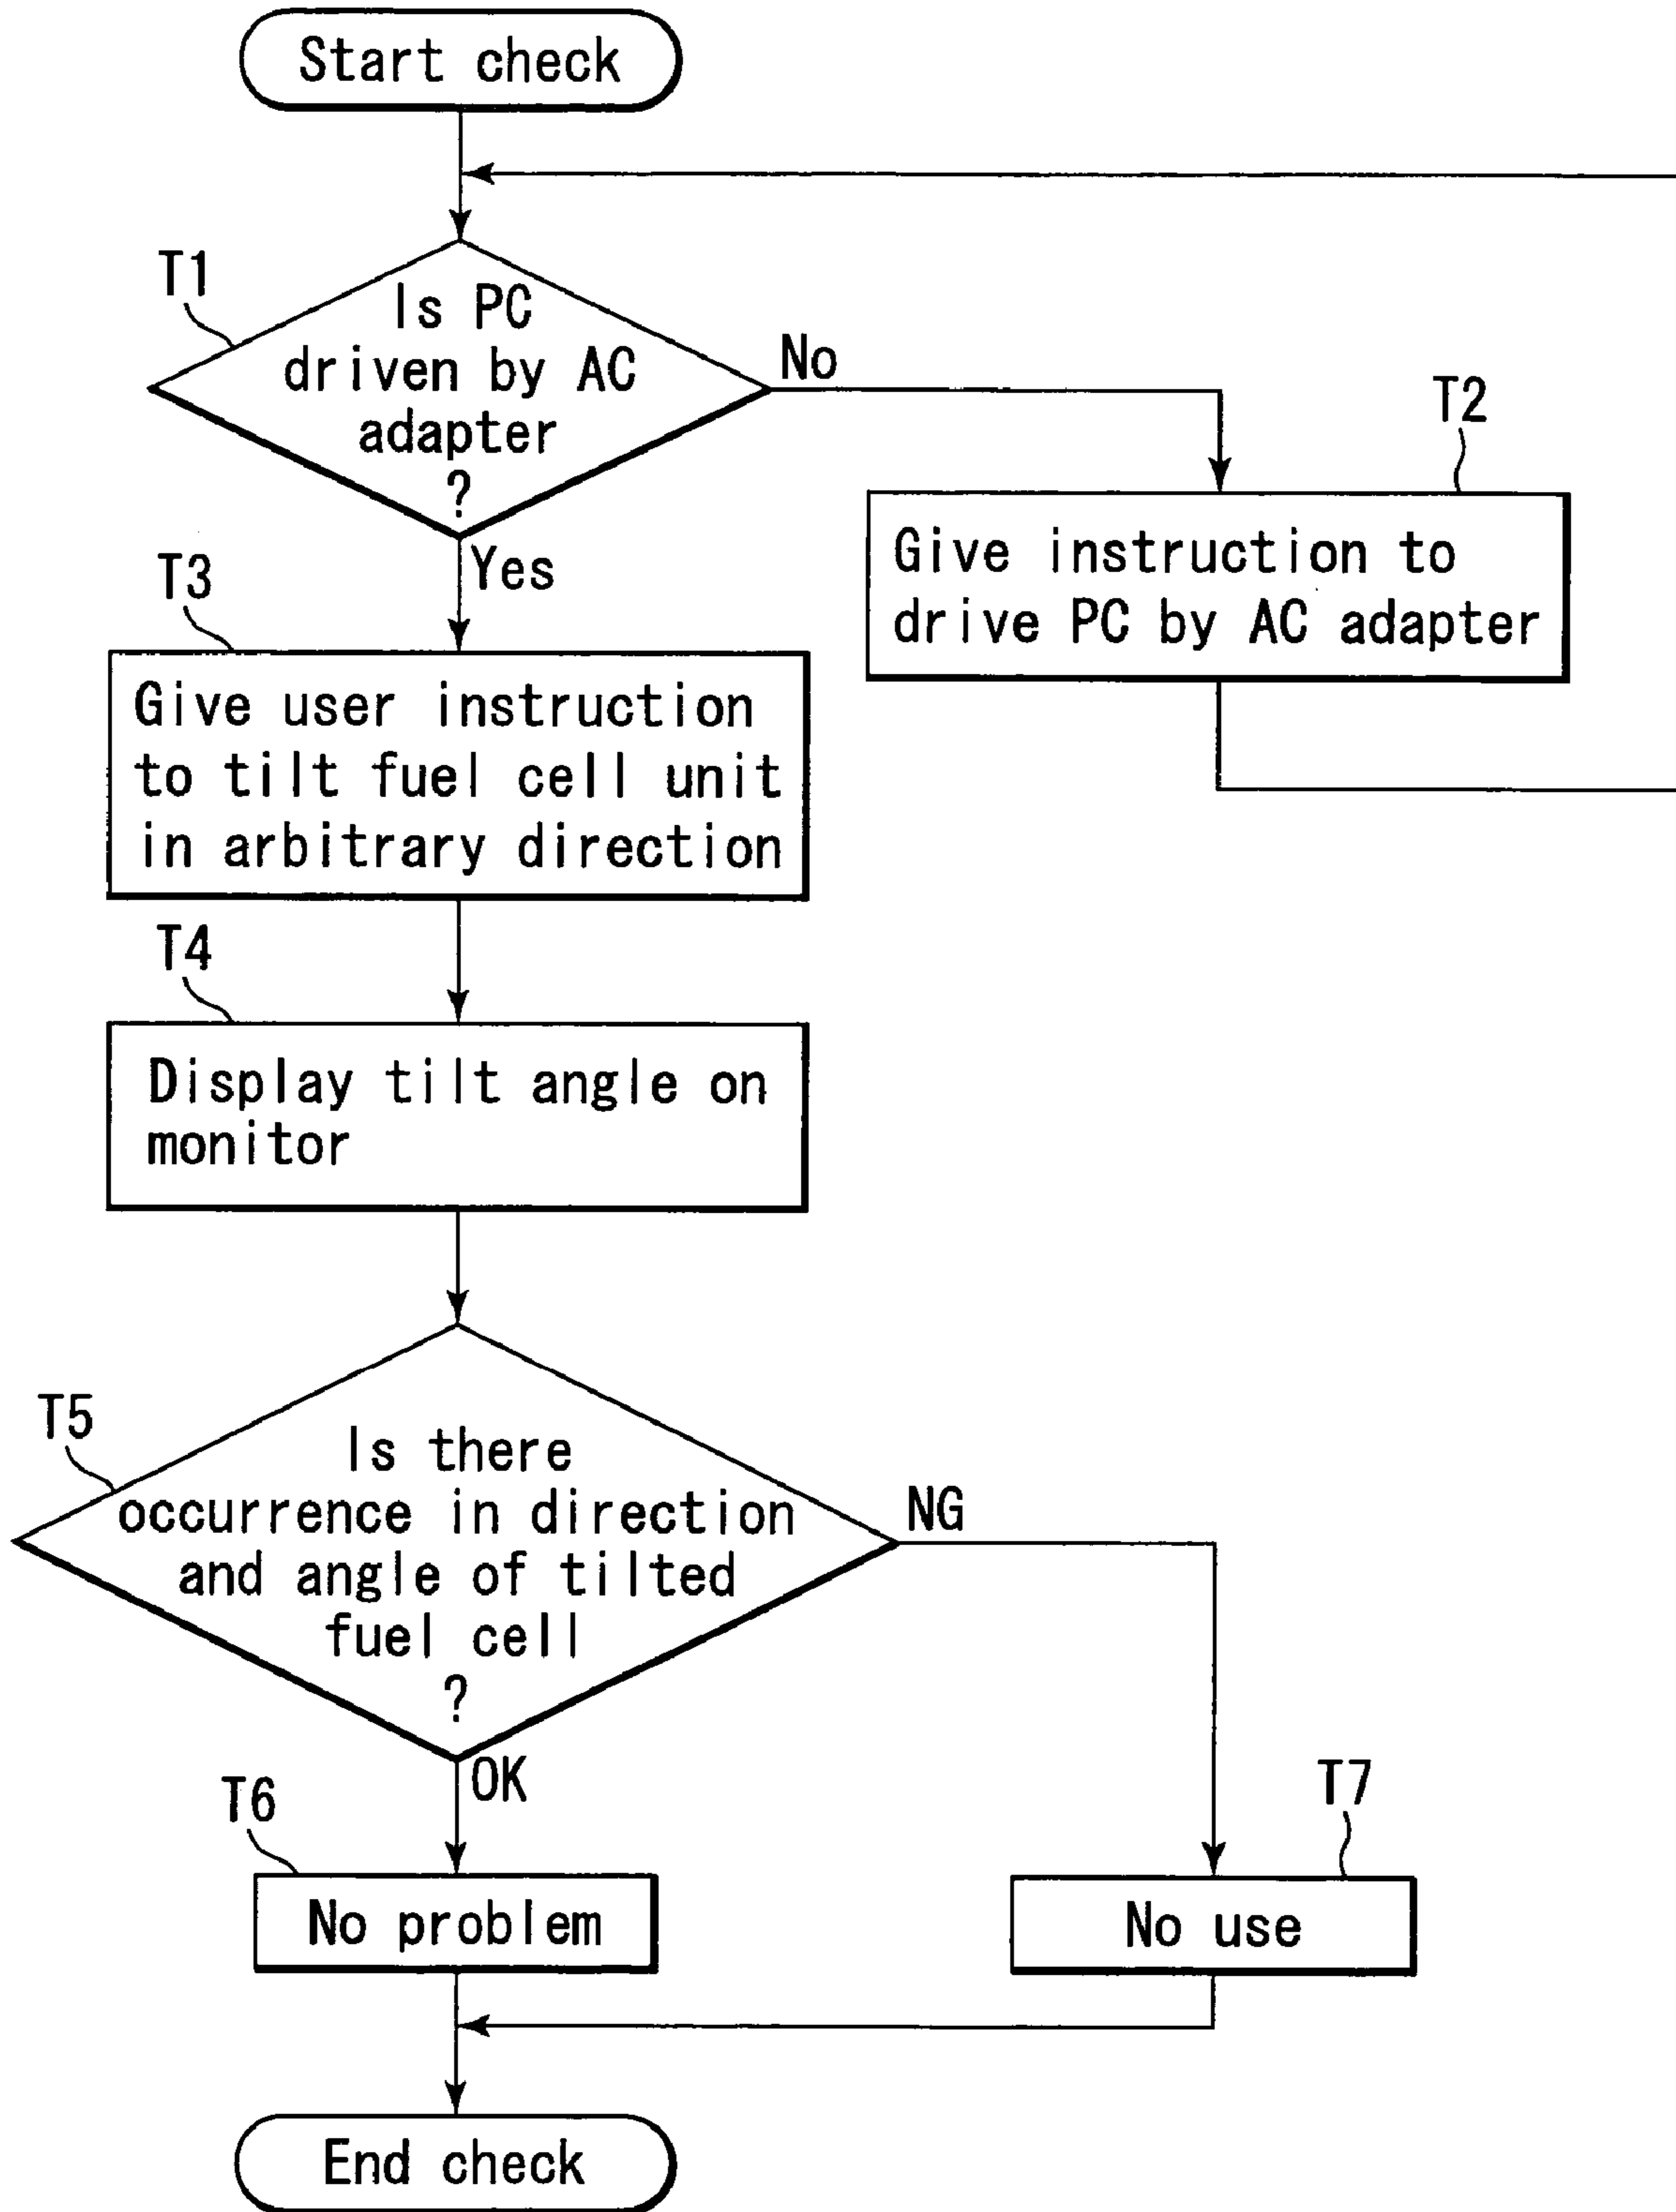 Start check
T1
Is PC
driven by AC
adapter
?
No
Yes
T2
Give instruction to
drive PC by AC adapter
T3
Give user instruction
to tilt fuel cell unit
in arbitrary direction
T4
Display tilt angle on
monitor
T5
Is there
occurrence in direction
and angle of tilted
fuel cell
?
NG
OK
T6
No problem
T7
No use
End check